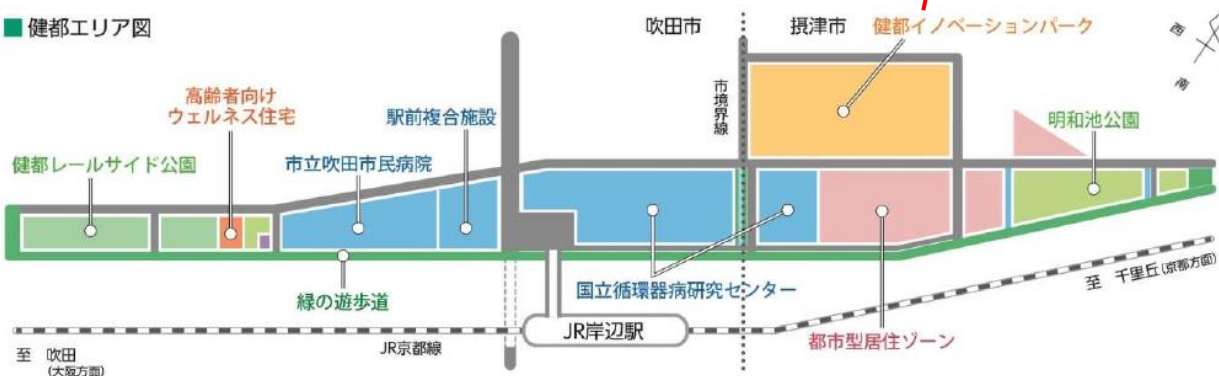 健都エリア図
吹田市
摂津市
健都イノベーションパーク
西
南
高齢者向け
ウェルネス住宅
駅前複合施設
市境界線
明和池公園
健都レールサイド公園
市立吹田市民病院
緑の遊歩道
国立循環器病研究センター
至 千里丘(京都方面)
JR岸辺駅
都市型居住ゾーン
至 吹田
(大阪方面)
JR京都線